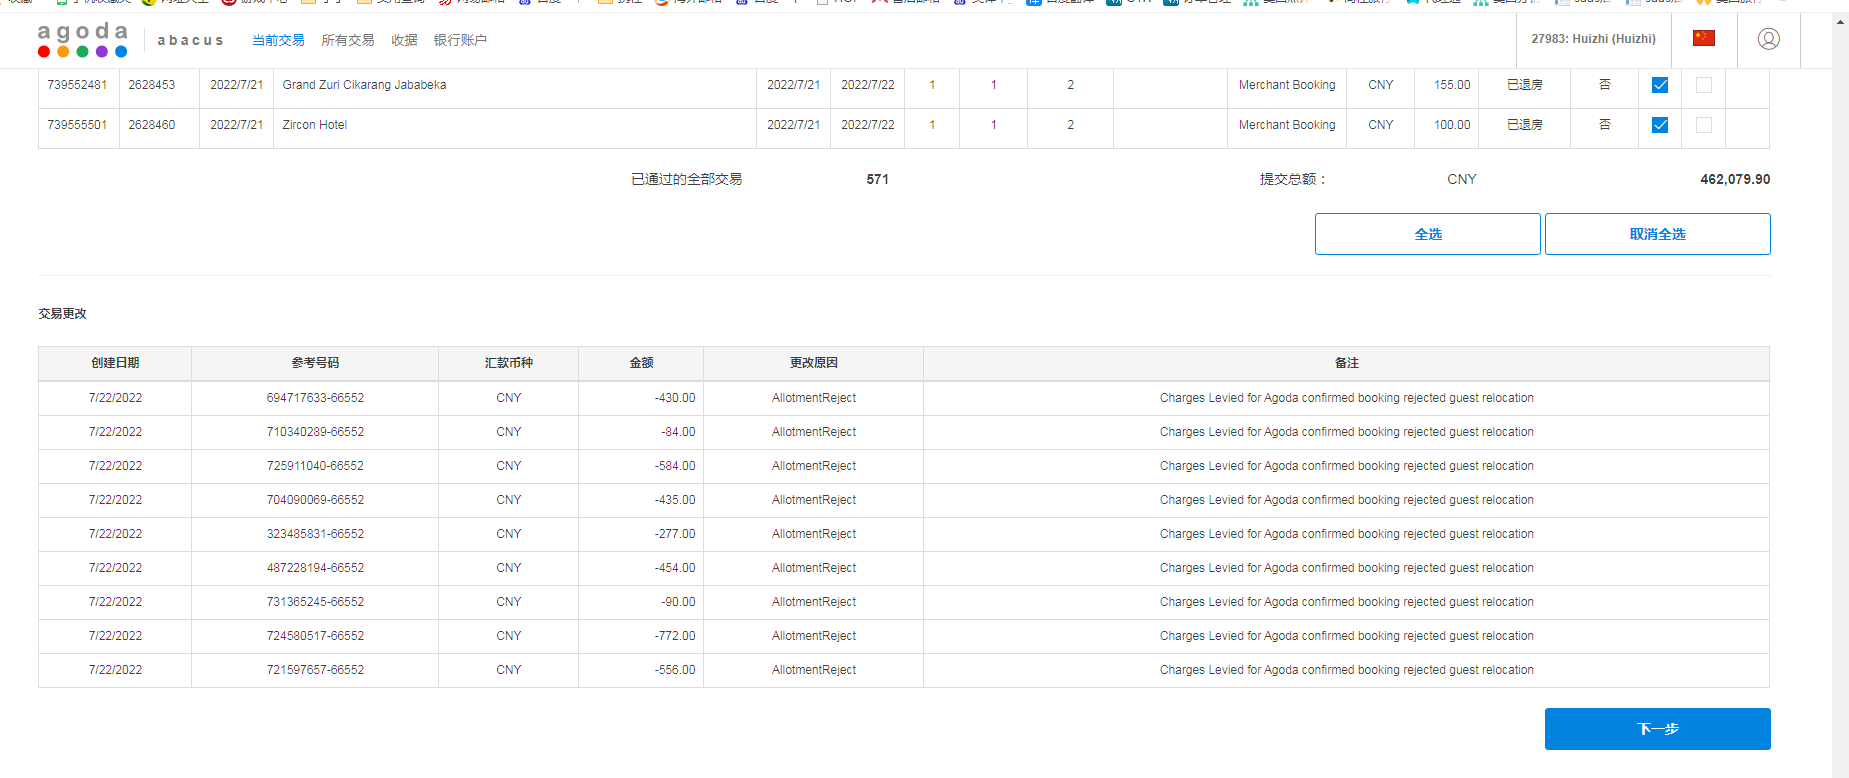 agoda abacus 当前交易 所有交易 收据 银行账户 27983: Huizhi (Huizhi)
739552481 2628453 2022/7/21 Grand Zuri Cikarang Jababeka 2022/7/21 2022/7/22 1 1 2 Merchant Booking CNY 155.00 已退房 否
739555501 2628460 2022/7/21 Zircon Hotel 2022/7/21 2022/7/22 1 1 2 Merchant Booking CNY 100.00 已退房 否
已通过的全部交易 571 提交总额： CNY 462,079.90
全选 取消全选
交易更改
创建日期 参考号码 汇款币种 金额 更改原因 备注
7/22/2022 694717633-66552 CNY -430.00 AllotmentReject Charges Levied for Agoda confirmed booking rejected guest relocation
7/22/2022 710340289-66552 CNY -84.00 AllotmentReject Charges Levied for Agoda confirmed booking rejected guest relocation
7/22/2022 725911040-66552 CNY -584.00 AllotmentReject Charges Levied for Agoda confirmed booking rejected guest relocation
7/22/2022 704090069-66552 CNY -435.00 AllotmentReject Charges Levied for Agoda confirmed booking rejected guest relocation
7/22/2022 323485831-66552 CNY -277.00 AllotmentReject Charges Levied for Agoda confirmed booking rejected guest relocation
7/22/2022 487228194-66552 CNY -454.00 AllotmentReject Charges Levied for Agoda confirmed booking rejected guest relocation
7/22/2022 731365245-66552 CNY -90.00 AllotmentReject Charges Levied for Agoda confirmed booking rejected guest relocation
7/22/2022 724580517-66552 CNY -772.00 AllotmentReject Charges Levied for Agoda confirmed booking rejected guest relocation
7/22/2022 721597657-66552 CNY -556.00 AllotmentReject Charges Levied for Agoda confirmed booking rejected guest relocation
下一步